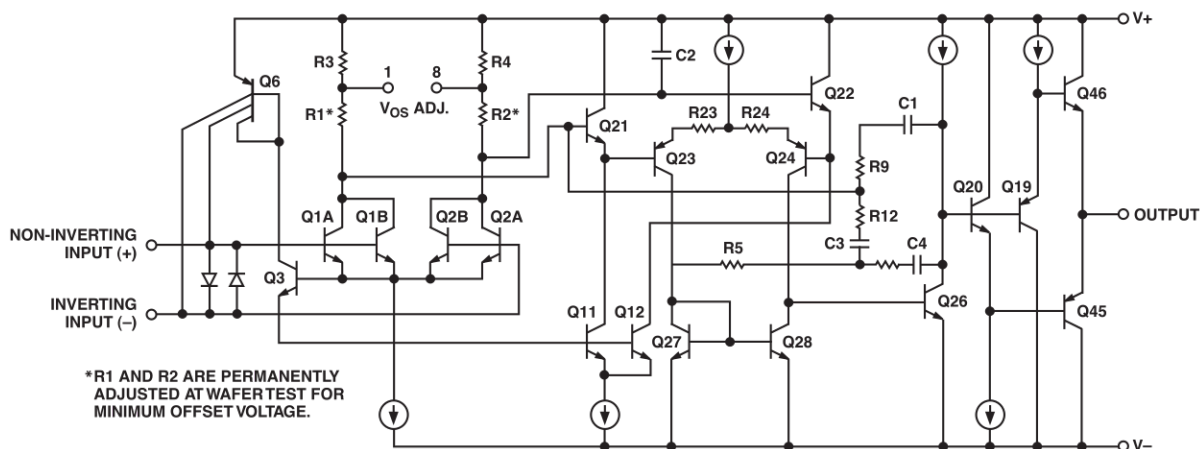 V+
R3
R4
C2
Q6
1
8
V_OS ADJ.
R1*
R2*
Q21
R23
R24
Q22
C1
Q46
Q23
Q24
R9
Q20
Q19
Q1A
Q1B
Q2B
Q2A
R12
OUTPUT
NON-INVERTING
INPUT (+)
C3
C4
R5
Q3
INVERTING
INPUT (–)
Q11
Q12
Q27
Q28
Q26
Q45
*R1 AND R2 ARE PERMANENTLY
ADJUSTED AT WAFER TEST FOR
MINIMUM OFFSET VOLTAGE.
V–